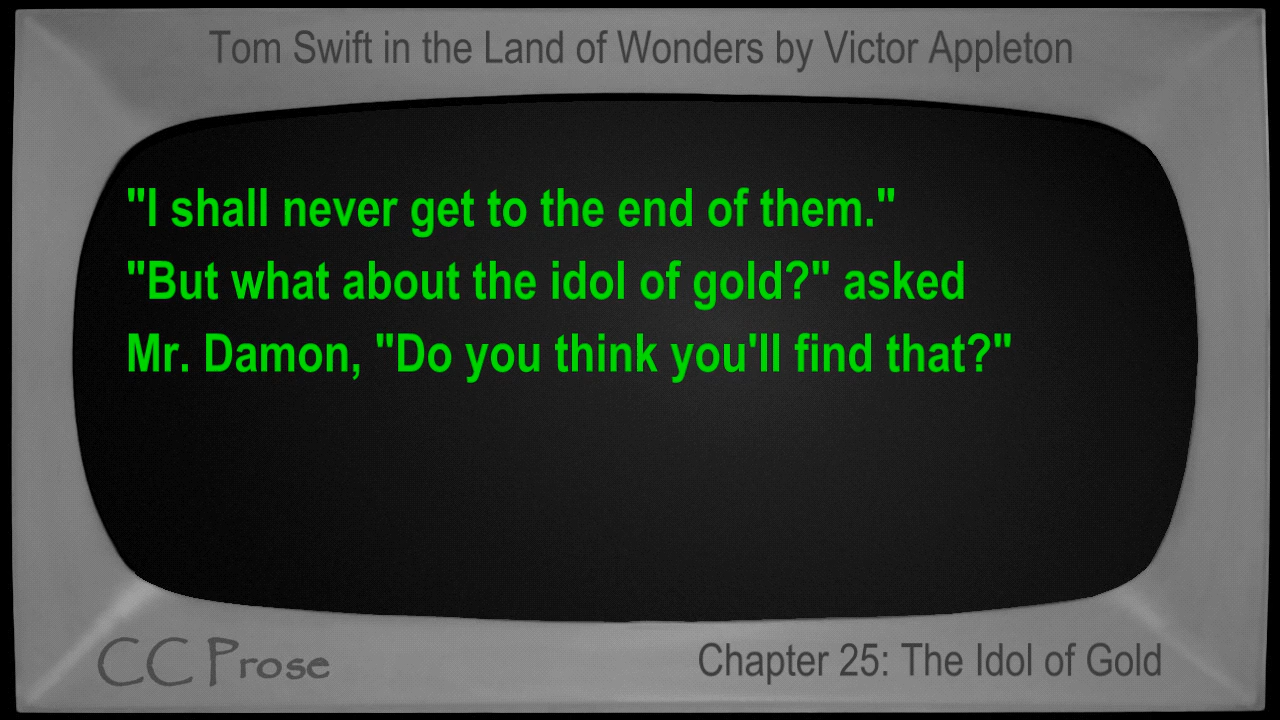 Tom Swift in the Land of Wonders by Victor Appleton
"I shall never get to the end of them."
"But what about the idol of gold?" asked
Mr. Damon, "Do you think you'll find that?"
CC Prose
Chapter 25: The Idol of Gold